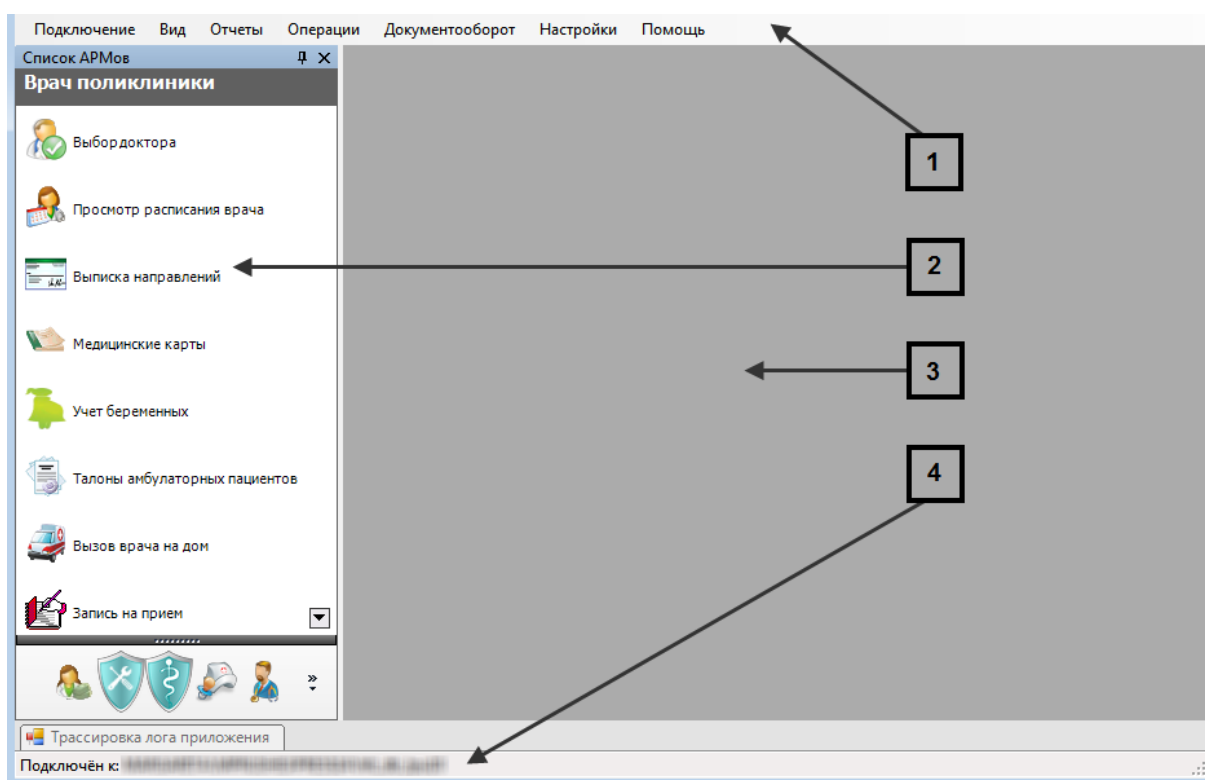 Подключение Вид Отчеты Операции Документооборот Настройки Помощь
Список АРМов
Врач поликлиники
Выбор доктора
1
Просмотр расписания врача
Выписка направлений
2
Медицинские карты
3
Учет беременных
Талоны амбулаторных пациентов
4
Вызов врача на дом
Запись на прием
Трассировка лога приложения
Подключён к: